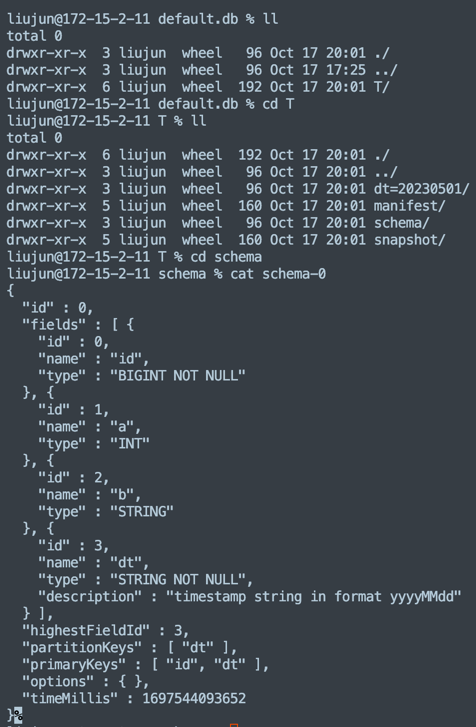 liujun@172-15-2-11 default.db % ll
total 0
drwxr-xr-x  3 liujun  wheel   96 Oct 17 20:01 ./
drwxr-xr-x  3 liujun  wheel   96 Oct 17 17:25 ../
drwxr-xr-x  6 liujun  wheel  192 Oct 17 20:01 T/
liujun@172-15-2-11 default.db % cd T
liujun@172-15-2-11 T % ll
total 0
drwxr-xr-x  6 liujun  wheel  192 Oct 17 20:01 ./
drwxr-xr-x  3 liujun  wheel   96 Oct 17 20:01 ../
drwxr-xr-x  3 liujun  wheel   96 Oct 17 20:01 dt=20230501/
drwxr-xr-x  5 liujun  wheel  160 Oct 17 20:01 manifest/
drwxr-xr-x  3 liujun  wheel   96 Oct 17 20:01 schema/
drwxr-xr-x  5 liujun  wheel  160 Oct 17 20:01 snapshot/
liujun@172-15-2-11 T % cd schema
liujun@172-15-2-11 schema % cat schema-0
{
  "id" : 0,
  "fields" : [ {
    "id" : 0,
    "name" : "id",
    "type" : "BIGINT NOT NULL"
  }, {
    "id" : 1,
    "name" : "a",
    "type" : "INT"
  }, {
    "id" : 2,
    "name" : "b",
    "type" : "STRING"
  }, {
    "id" : 3,
    "name" : "dt",
    "type" : "STRING NOT NULL",
    "description" : "timestamp string in format yyyyMMdd"
  } ],
  "highestFieldId" : 3,
  "partitionKeys" : [ "dt" ],
  "primaryKeys" : [ "id", "dt" ],
  "options" : { },
  "timeMillis" : 1697544093652
}%